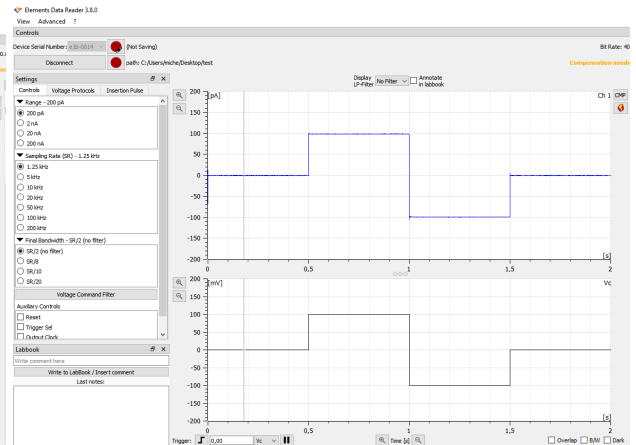 Elements Data Reader 3.8.0
View Advanced ?
Controls
Device Serial Number: e1b-0014 (Not Saving) Bit Rate: 40
Disconnect path: C:/Users/miche/Desktop/test Compensation neede
Settings
Controls Voltage Protocols Insertion Pulse
Display LP-Filter No Filter Annotate in labbook
Range - 200 pA
200 pA
2 nA
20 nA
200 nA
Sampling Rate (SR) - 1.25 kHz
1.25 kHz
5 kHz
10 kHz
20 kHz
50 kHz
100 kHz
200 kHz
Final Bandwidth - SR/2 (no filter)
SR/2 (no filter)
SR/8
SR/10
SR/20
Voltage Command Filter
Auxiliary Controls
Reset
Trigger Sel
Output Clock
Labbook
Write comment here
Write to LabBook / Insert comment
Last notes:
[pA] Ch 1 CMP
200
150
100
50
0
-50
-100
-150
-200
[s]
0 0,5 1 1,5 2
[mV] Vc
200
150
100
50
0
-50
-100
-150
-200
[s]
0 0,5 1 1,5 2
Trigger: 0,00 Vc Time [s] Overlap B/W Dark